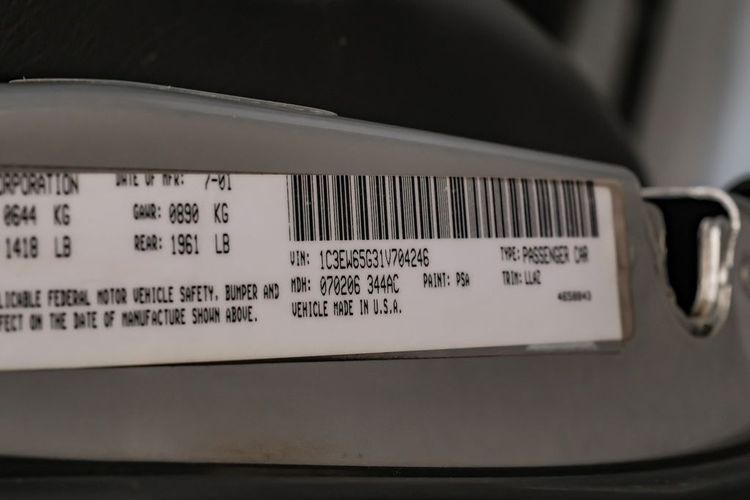 ORPORATION DATE OF MFR: 7-01
0644 KG GAWR: 0890 KG
1418 LB REAR: 1961 LB
VIN: 1C3EW65G31V704246 TYPE: PASSENGER CAR
MDH: 070206 344AC PAINT: PSA TRIM: LLAZ
LICABLE FEDERAL MOTOR VEHICLE SAFETY, BUMPER AND
FECT ON THE DATE OF MANUFACTURE SHOWN ABOVE.
VEHICLE MADE IN U.S.A.
4658043